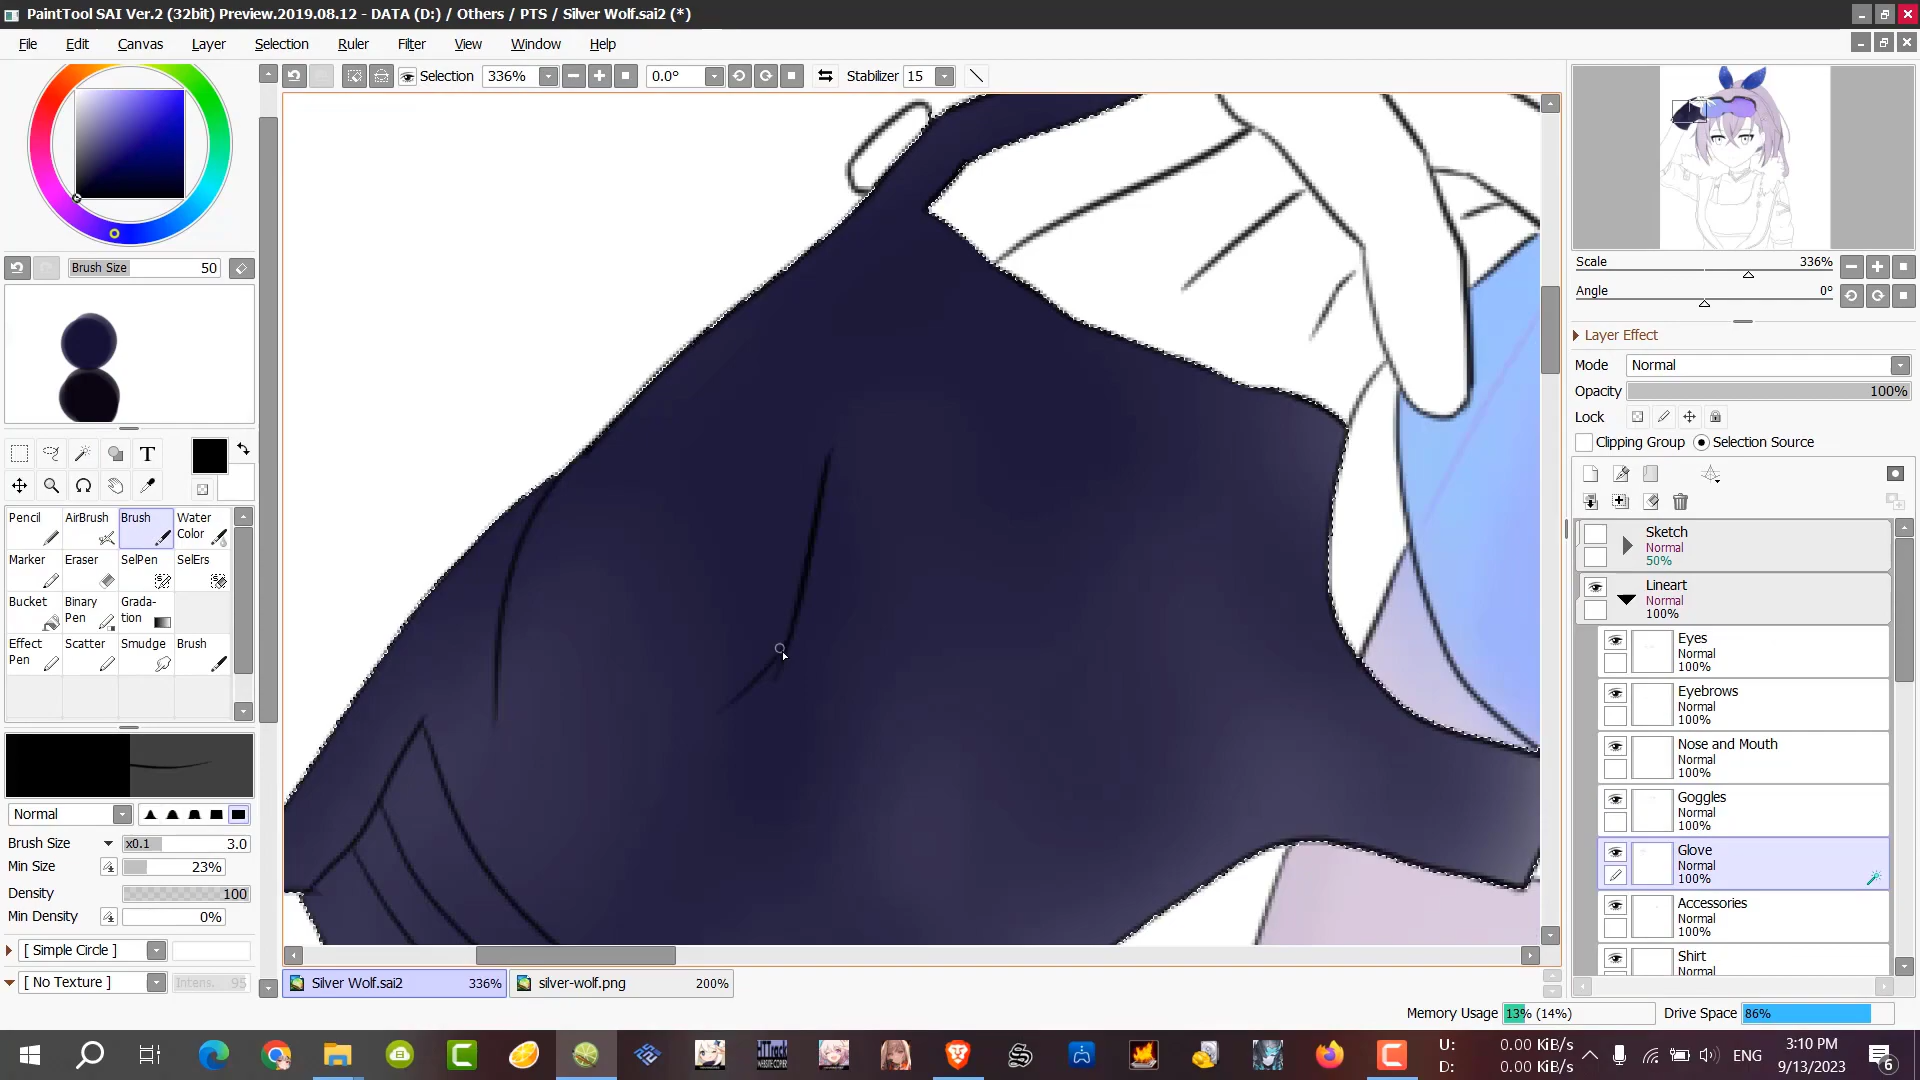 PaintTool SAI Ver.2 (32bit) Preview.2019.08.12 - DATA (D:) / Others / PTS / Silver Wolf.sai2 (*)
File Edit Canvas Layer Selection Ruler Filter View Window Help
Selection 336% 0.0° Stabilizer 15
Brush Size 50
Scale 336%
Angle 0°
Layer Effect
Mode Normal
Opacity 100%
Lock
Clipping Group Selection Source
T
Pencil AirBrush Brush Water Color
Marker Eraser SelPen SelErs
Bucket Binary Pen Grada-tion
Effect Pen Scatter Smudge Brush
Normal
Brush Size x0.1 3.0
Min Size 23%
Density 100
Min Density 0%
[ Simple Circle ]
[ No Texture ] Intens. 95
Sketch
Normal
50%
Lineart
Normal
100%
Eyes
Normal
100%
Eyebrows
Normal
100%
Nose and Mouth
Normal
100%
Goggles
Normal
100%
Glove
Normal
100%
Accessories
Normal
100%
Shirt
Normal
Silver Wolf.sai2 336% silver-wolf.png 200%
Memory Usage 13% (14%) Drive Space 86%
U: 0.00 KiB/s
D: 0.00 KiB/s
ENG
3:10 PM
9/13/2023
6